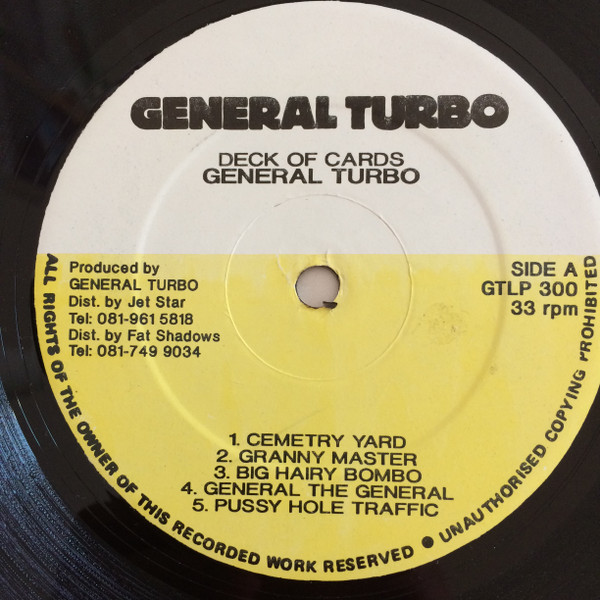 GENERAL TURBO
DECK OF CARDS
GENERAL TURBO
Produced by
GENERAL TURBO
Dist. by Jet Star
Tel: 081-961 5818
Dist. by Fat Shadows
Tel: 081-749 9034
SIDE A
GTLP 300
33 rpm
1. CEMETRY YARD
2. GRANNY MASTER
3. BIG HAIRY BOMBO
4. GENERAL THE GENERAL
5. PUSSY HOLE TRAFFIC
ALL RIGHTS OF THE OWNER OF THIS RECORDED WORK RESERVED ● UNAUTHORISED COPYING PROHIBITED